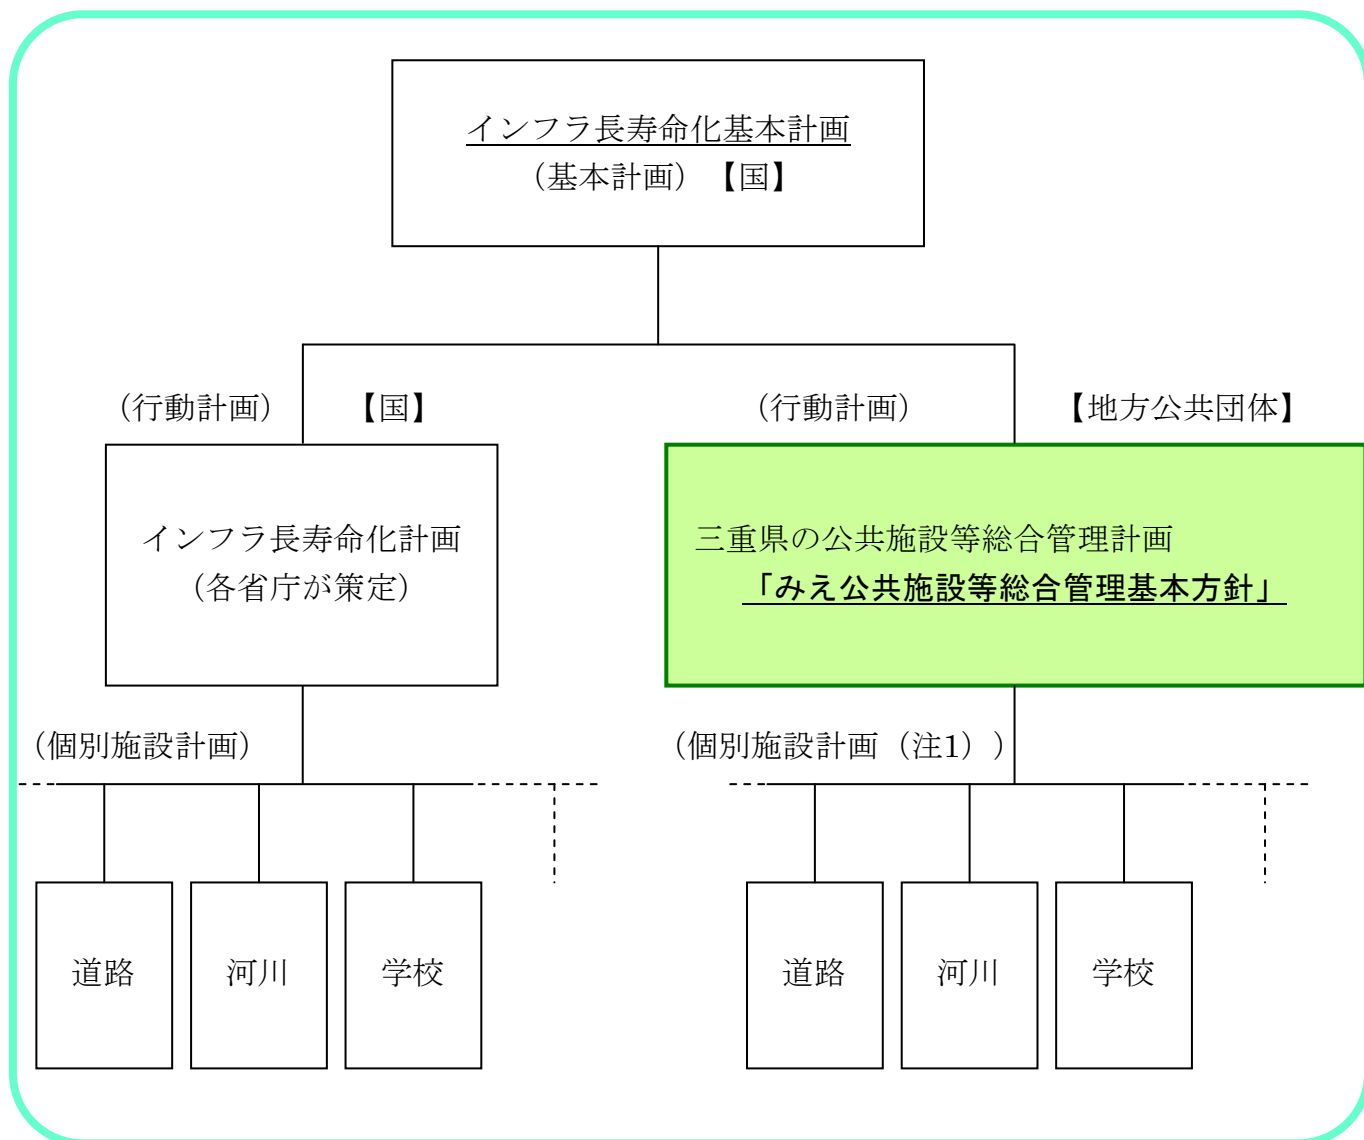 インフラ長寿命化基本計画
（基本計画）【国】
（行動計画） 【国】
（行動計画） 【地方公共団体】
インフラ長寿命化計画
（各省庁が策定）
三重県の公共施設等総合管理計画
「みえ公共施設等総合管理基本方針」
（個別施設計画）
（個別施設計画（注1））
道路
河川
学校
道路
河川
学校